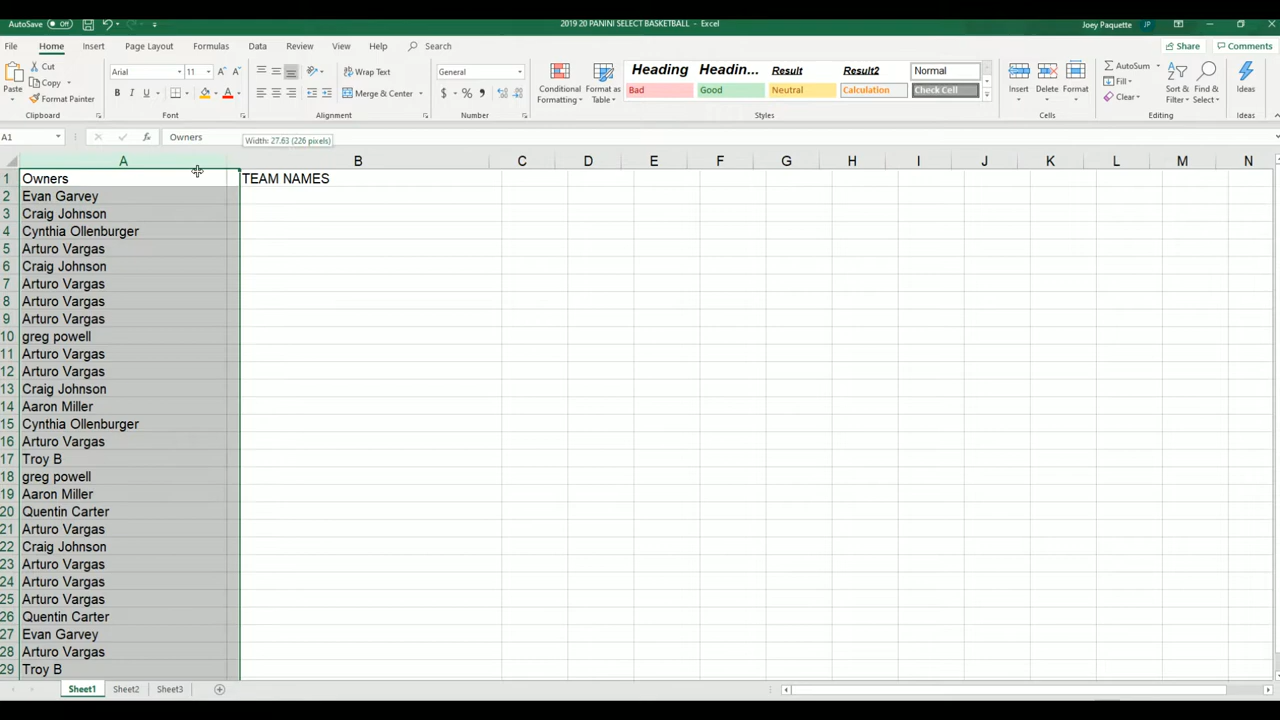 AutoSave Off
2019 20 PANINI SELECT BASKETBALL - Excel
Joey Paquette JP
File Home Insert Page Layout Formulas Data Review View Help Search Share Comments
Paste Cut Copy Format Painter
Arial 11 A A
B I U A
Wrap Text
Merge & Center
General
$ % 9
Conditional Formatting Format as Table
Heading Headin... Result Result2 Normal
Bad Good Neutral Calculation Check Cell
Insert Delete Format
AutoSum
Fill
Clear
Sort & Filter Find & Select
Ideas
Clipboard Font Alignment Number Styles Cells Editing Ideas
A1 fx Owners Width: 27.63 (226 pixels)
A B C D E F G H I J K L M N
1 Owners TEAM NAMES
2 Evan Garvey
3 Craig Johnson
4 Cynthia Ollenburger
5 Arturo Vargas
6 Craig Johnson
7 Arturo Vargas
8 Arturo Vargas
9 Arturo Vargas
10 greg powell
11 Arturo Vargas
12 Arturo Vargas
13 Craig Johnson
14 Aaron Miller
15 Cynthia Ollenburger
16 Arturo Vargas
17 Troy B
18 greg powell
19 Aaron Miller
20 Quentin Carter
21 Arturo Vargas
22 Craig Johnson
23 Arturo Vargas
24 Arturo Vargas
25 Arturo Vargas
26 Quentin Carter
27 Evan Garvey
28 Arturo Vargas
29 Troy B
Sheet1 Sheet2 Sheet3